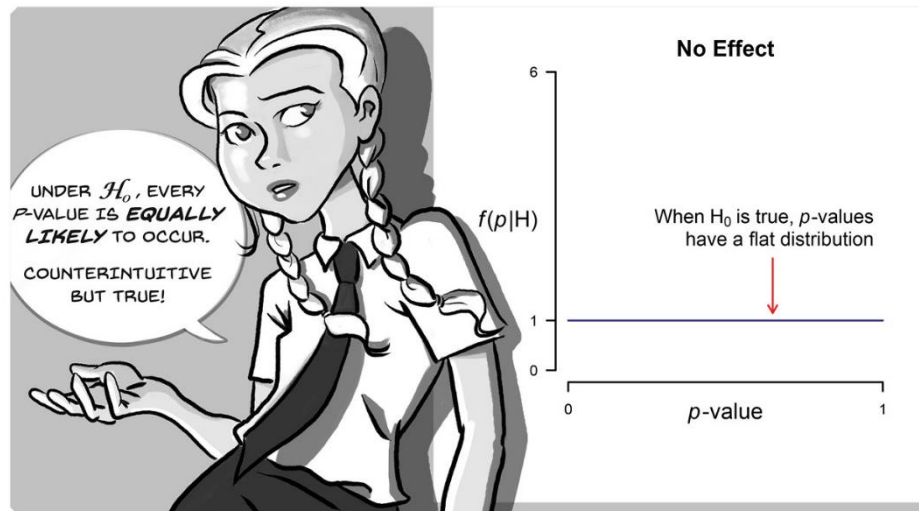 UNDER H₀, EVERY
P-VALUE IS EQUALLY
LIKELY TO OCCUR.
COUNTERINTUITIVE
BUT TRUE!
No Effect
6
f(p|H)
When H₀ is true, p-values
have a flat distribution
1
0
0
1
p-value